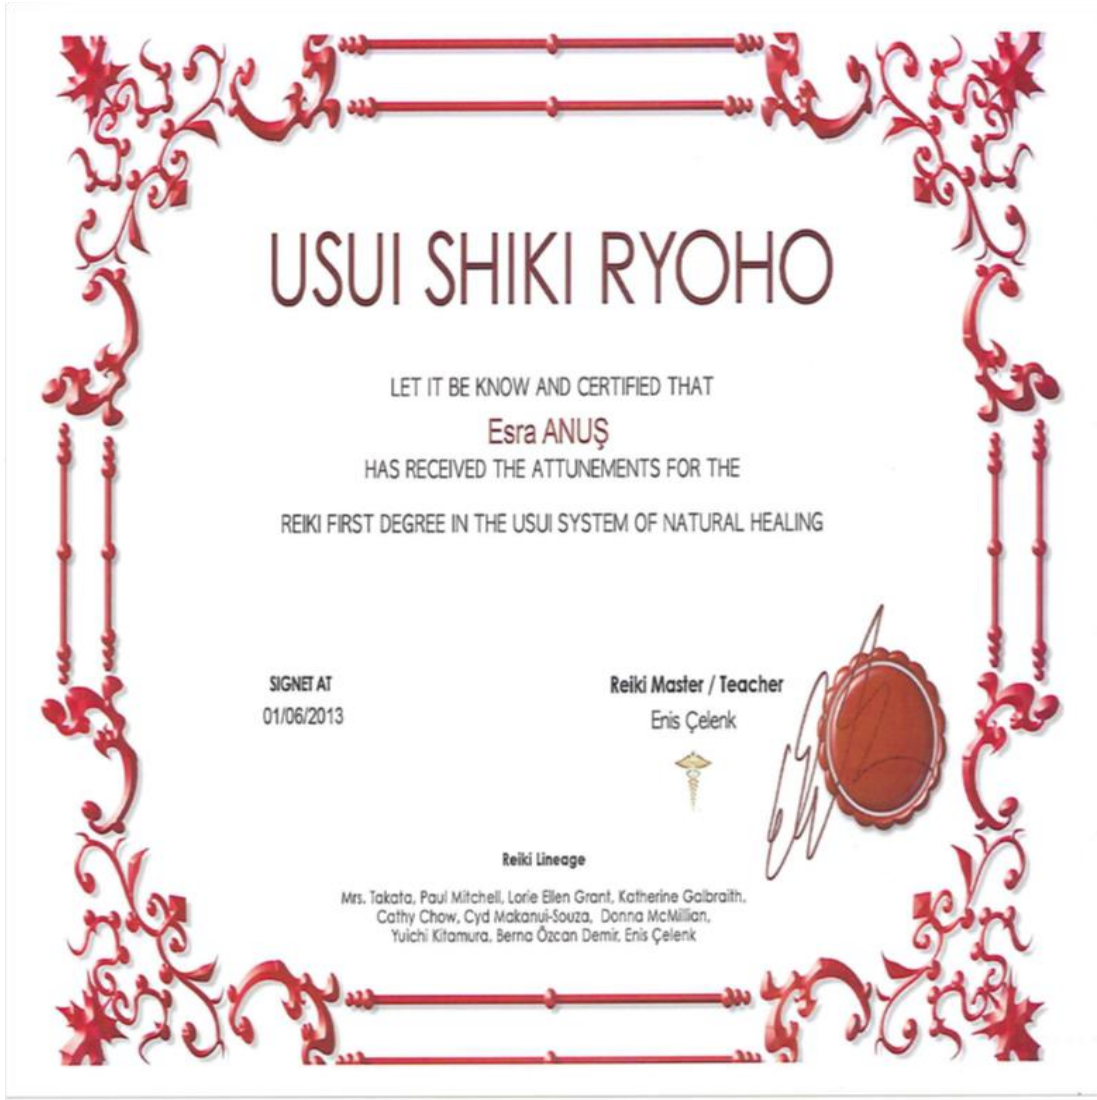 USUI SHIKI RYOHO
LET IT BE KNOW AND CERTIFIED THAT
Esra ANUŞ
HAS RECEIVED THE ATTUNEMENTS FOR THE
REIKI FIRST DEGREE IN THE USUI SYSTEM OF NATURAL HEALING
SIGNET AT
01/06/2013
Reiki Master / Teacher
Enis Çelenk
Reiki Lineage
Mrs. Takata, Paul Mitchell, Lorie Ellen Grant, Katherine Galbraith,
Cathy Chow, Cyd Makanui-Souza, Donna McMillian,
Yuichi Kitamura, Berna Özcan Demir, Enis Çelenk